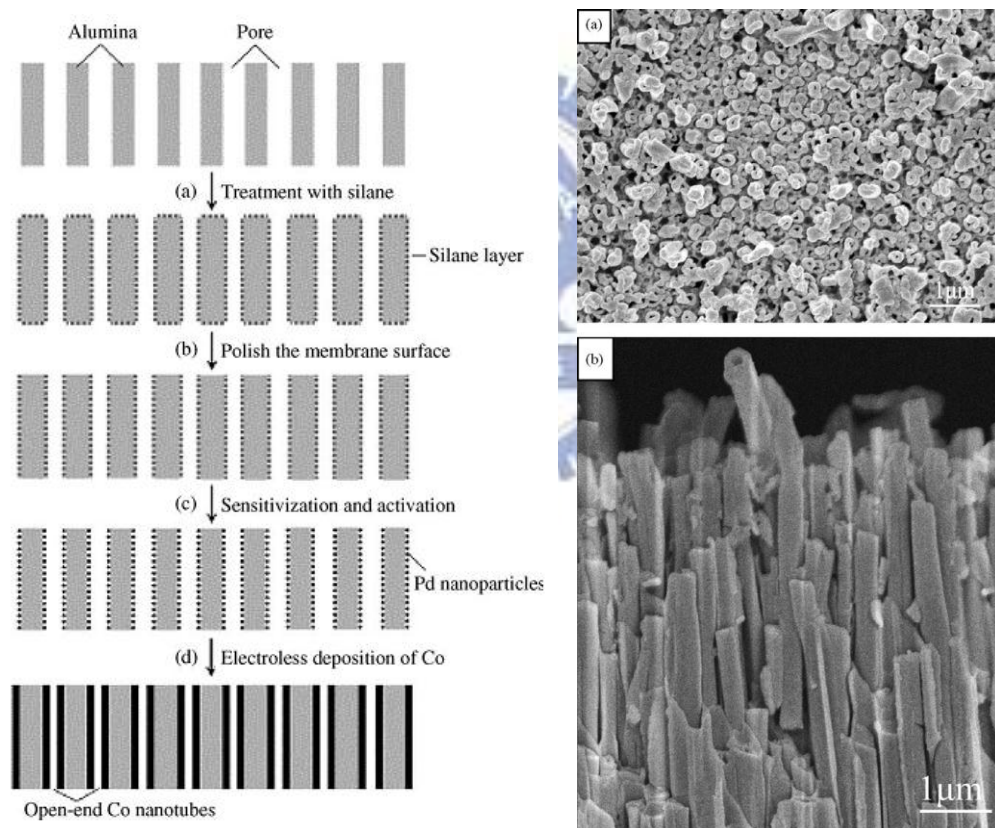 Alumina
Pore
(a)
Treatment with silane
Silane layer
(b)
Polish the membrane surface
(c)
Sensitivization and activation
Pd nanoparticles
(d)
Electroless deposition of Co
Open-end Co nanotubes
(a)
1μm
(b)
1μm